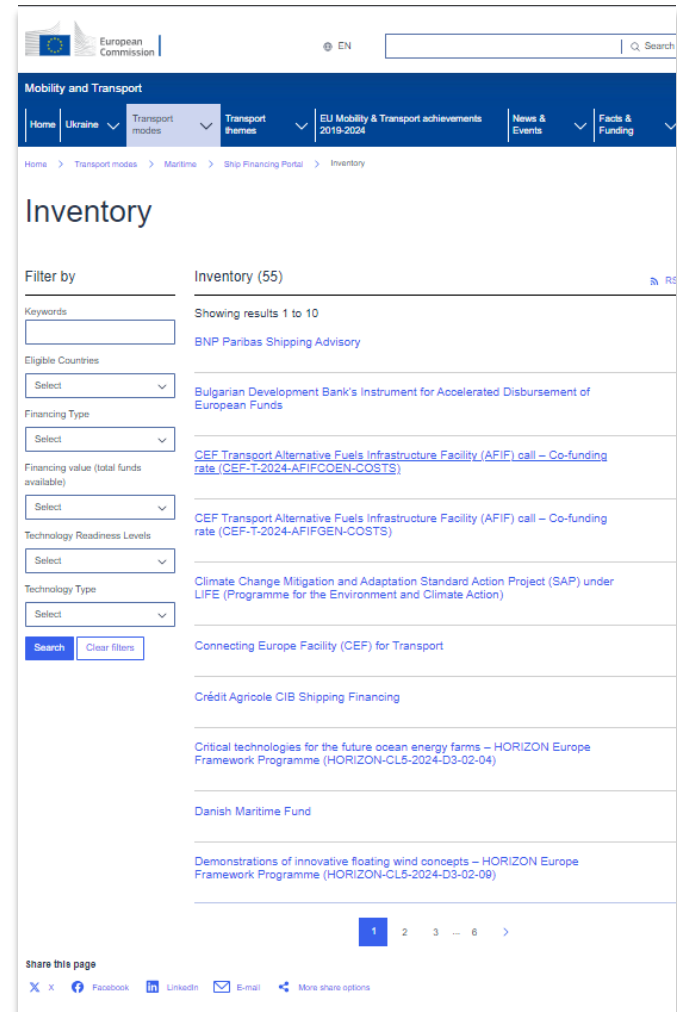 European
Commission
EN
Search
Mobility and Transport
Home
Ukraine
Transport
modes
Transport
themes
EU Mobility & Transport achievements
2019-2024
News &
Events
Facts &
Funding
Home > Transport modes > Maritime > Ship Financing Portal > Inventory
Inventory
Filter by
Keywords
Eligible Countries
Select
Financing Type
Select
Financing value (total funds
available)
Select
Technology Readiness Levels
Select
Technology Type
Select
Search
Clear filters
Inventory (55)
RS
Showing results 1 to 10
BNP Paribas Shipping Advisory
Bulgarian Development Bank's Instrument for Accelerated Disbursement of
European Funds
CEF Transport Alternative Fuels Infrastructure Facility (AFIF) call – Co-funding
rate (CEF-T-2024-AFIFCOEN-COSTS)
CEF Transport Alternative Fuels Infrastructure Facility (AFIF) call – Co-funding
rate (CEF-T-2024-AFIFGEN-COSTS)
Climate Change Mitigation and Adaptation Standard Action Project (SAP) under
LIFE (Programme for the Environment and Climate Action)
Connecting Europe Facility (CEF) for Transport
Crédit Agricole CIB Shipping Financing
Critical technologies for the future ocean energy farms – HORIZON Europe
Framework Programme (HORIZON-CL5-2024-D3-02-04)
Danish Maritime Fund
Demonstrations of innovative floating wind concepts – HORIZON Europe
Framework Programme (HORIZON-CL5-2024-D3-02-09)
1 2 3 ... 6 >
Share this page
X Facebook LinkedIn E-mail More share options